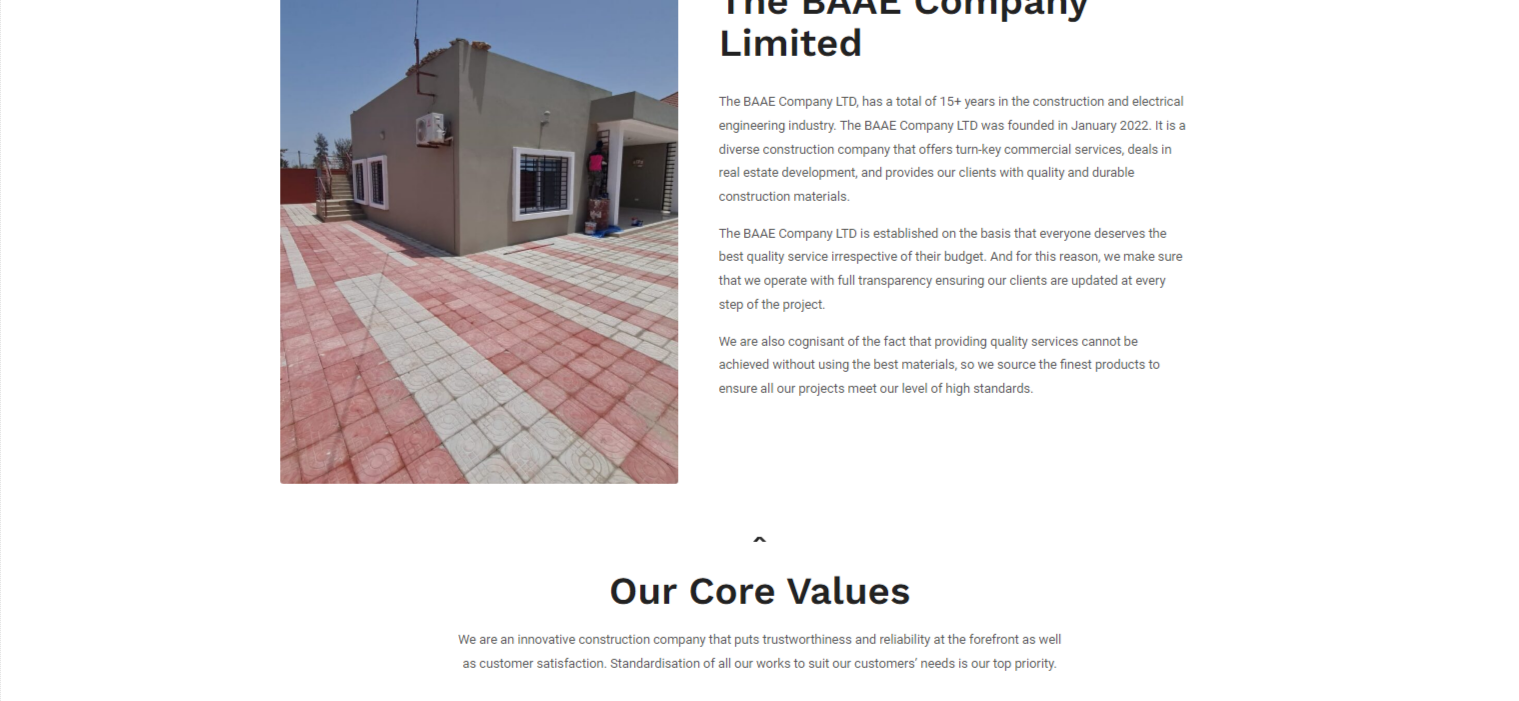 The BAAE Company
Limited
The BAAE Company LTD, has a total of 15+ years in the construction and electrical
engineering industry. The BAAE Company LTD was founded in January 2022. It is a
diverse construction company that offers turn-key commercial services, deals in
real estate development, and provides our clients with quality and durable
construction materials.
The BAAE Company LTD is established on the basis that everyone deserves the
best quality service irrespective of their budget. And for this reason, we make sure
that we operate with full transparency ensuring our clients are updated at every
step of the project.
We are also cognisant of the fact that providing quality services cannot be
achieved without using the best materials, so we source the finest products to
ensure all our projects meet our level of high standards.
Our Core Values
We are an innovative construction company that puts trustworthiness and reliability at the forefront as well
as customer satisfaction. Standardisation of all our works to suit our customers’ needs is our top priority.